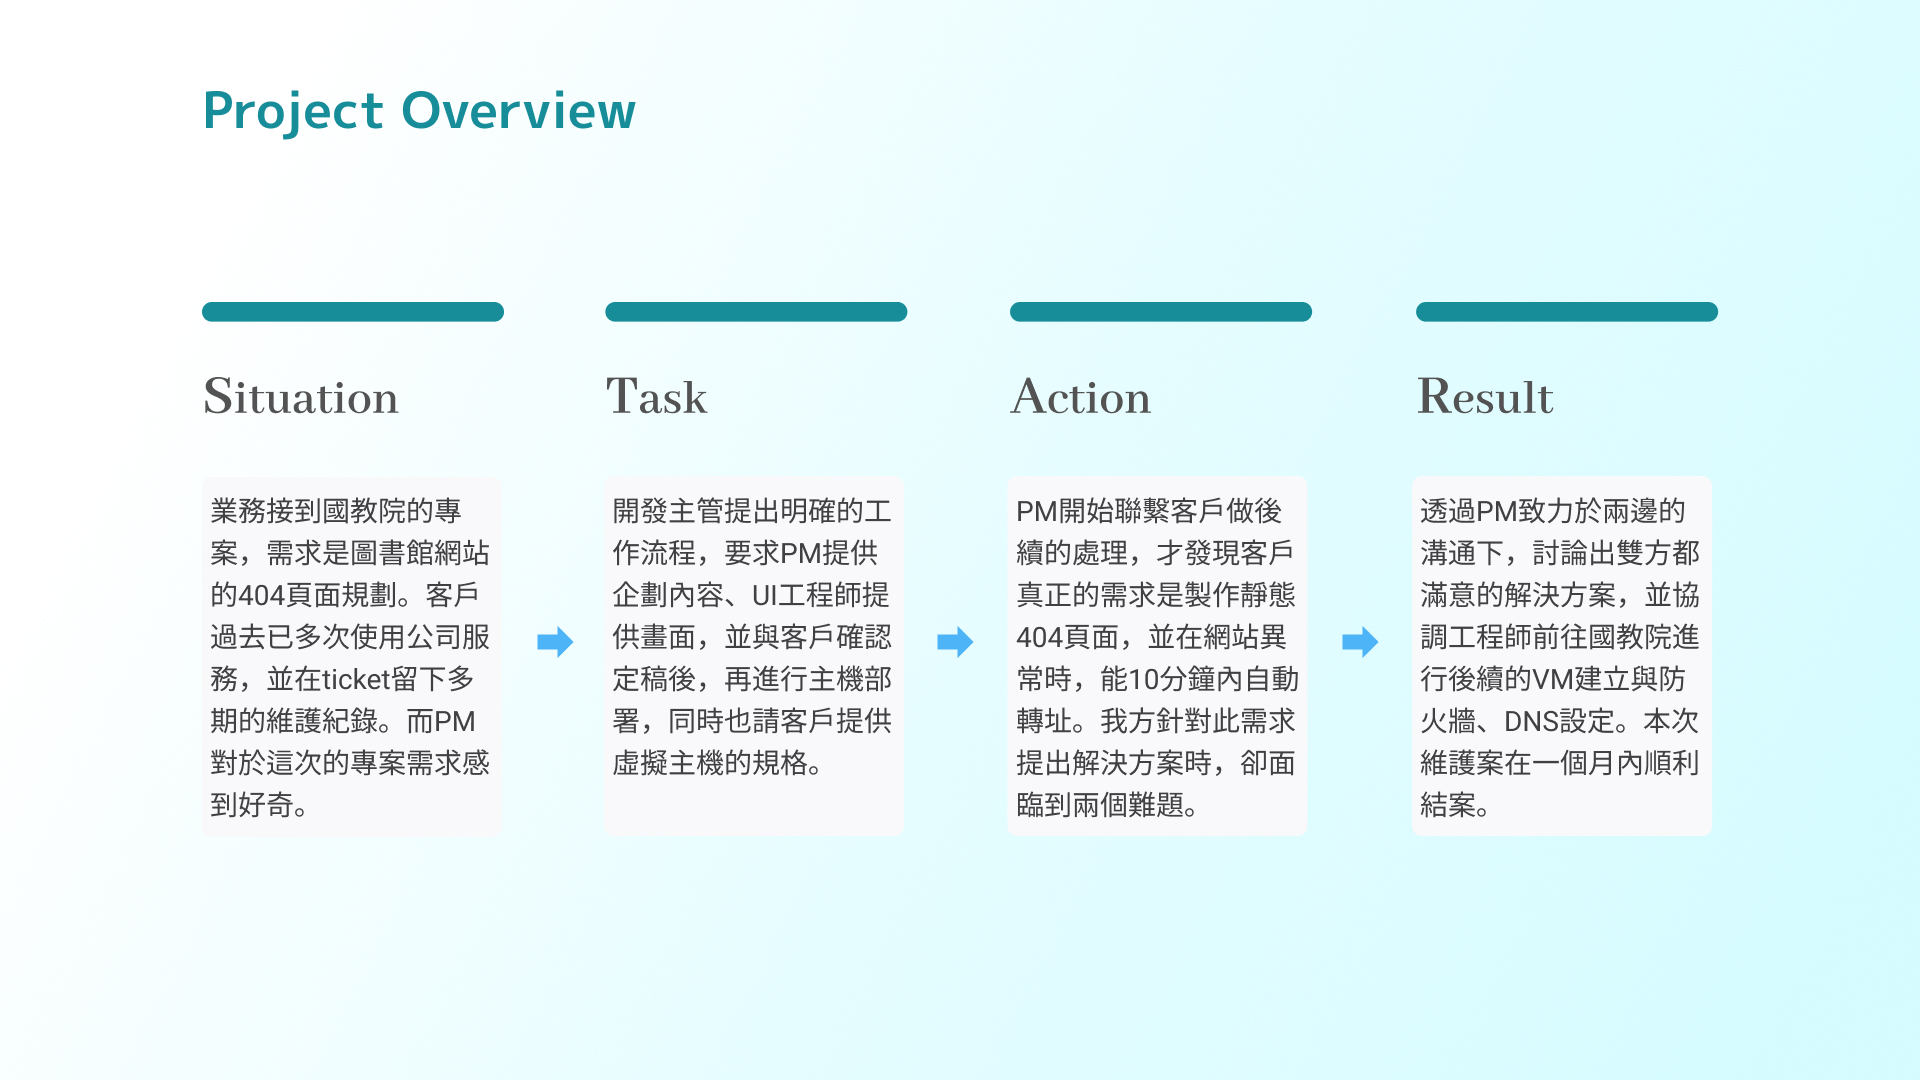 Project Overview
Situation
業務接到國教院的專
案，需求是圖書館網站
的404頁面規劃。客戶
過去已多次使用公司服
務，並在ticket留下多
期的維護紀錄。而PM
對於這次的專案需求感
到好奇。
Task
開發主管提出明確的工
作流程，要求PM提供
企劃內容、UI工程師提
供畫面，並與客戶確認
定稿後，再進行主機部
署，同時也請客戶提供
虛擬主機的規格。
Action
PM開始聯繫客戶做後
續的處理，才發現客戶
真正的需求是製作靜態
404頁面，並在網站異
常時，能10分鐘內自動
轉址。我方針對此需求
提出解決方案時，卻面
臨到兩個難題。
Result
透過PM致力於兩邊的
溝通下，討論出雙方都
滿意的解決方案，並協
調工程師前往國教院進
行後續的VM建立與防
火牆、DNS設定。本次
維護案在一個月內順利
結案。